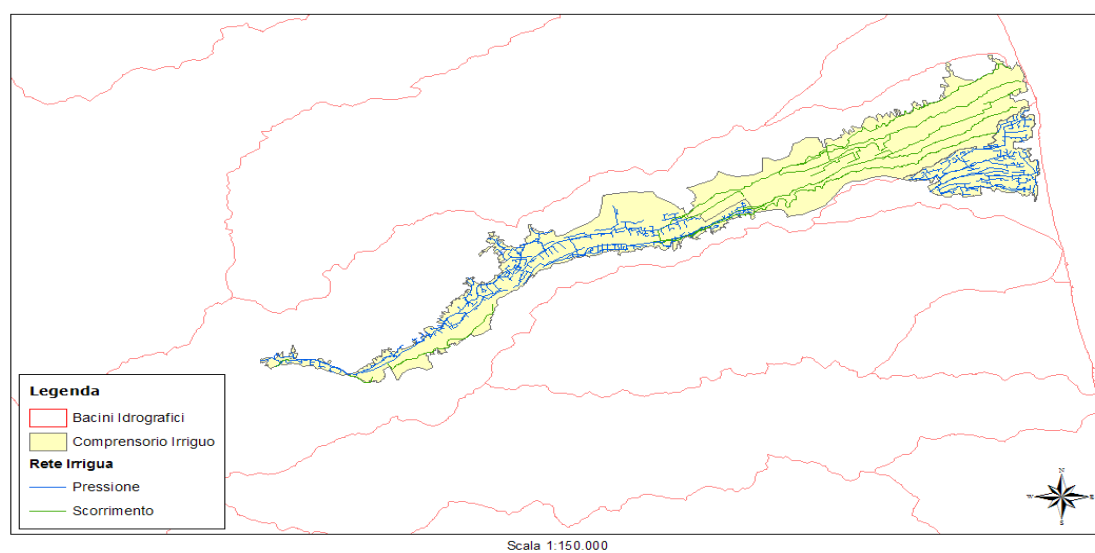 Legenda
Bacini Idrografici
Comprensorio Irriguo
Rete Irrigua
Pressione
Scorrimento
N
W E
S
Scala 1:150.000